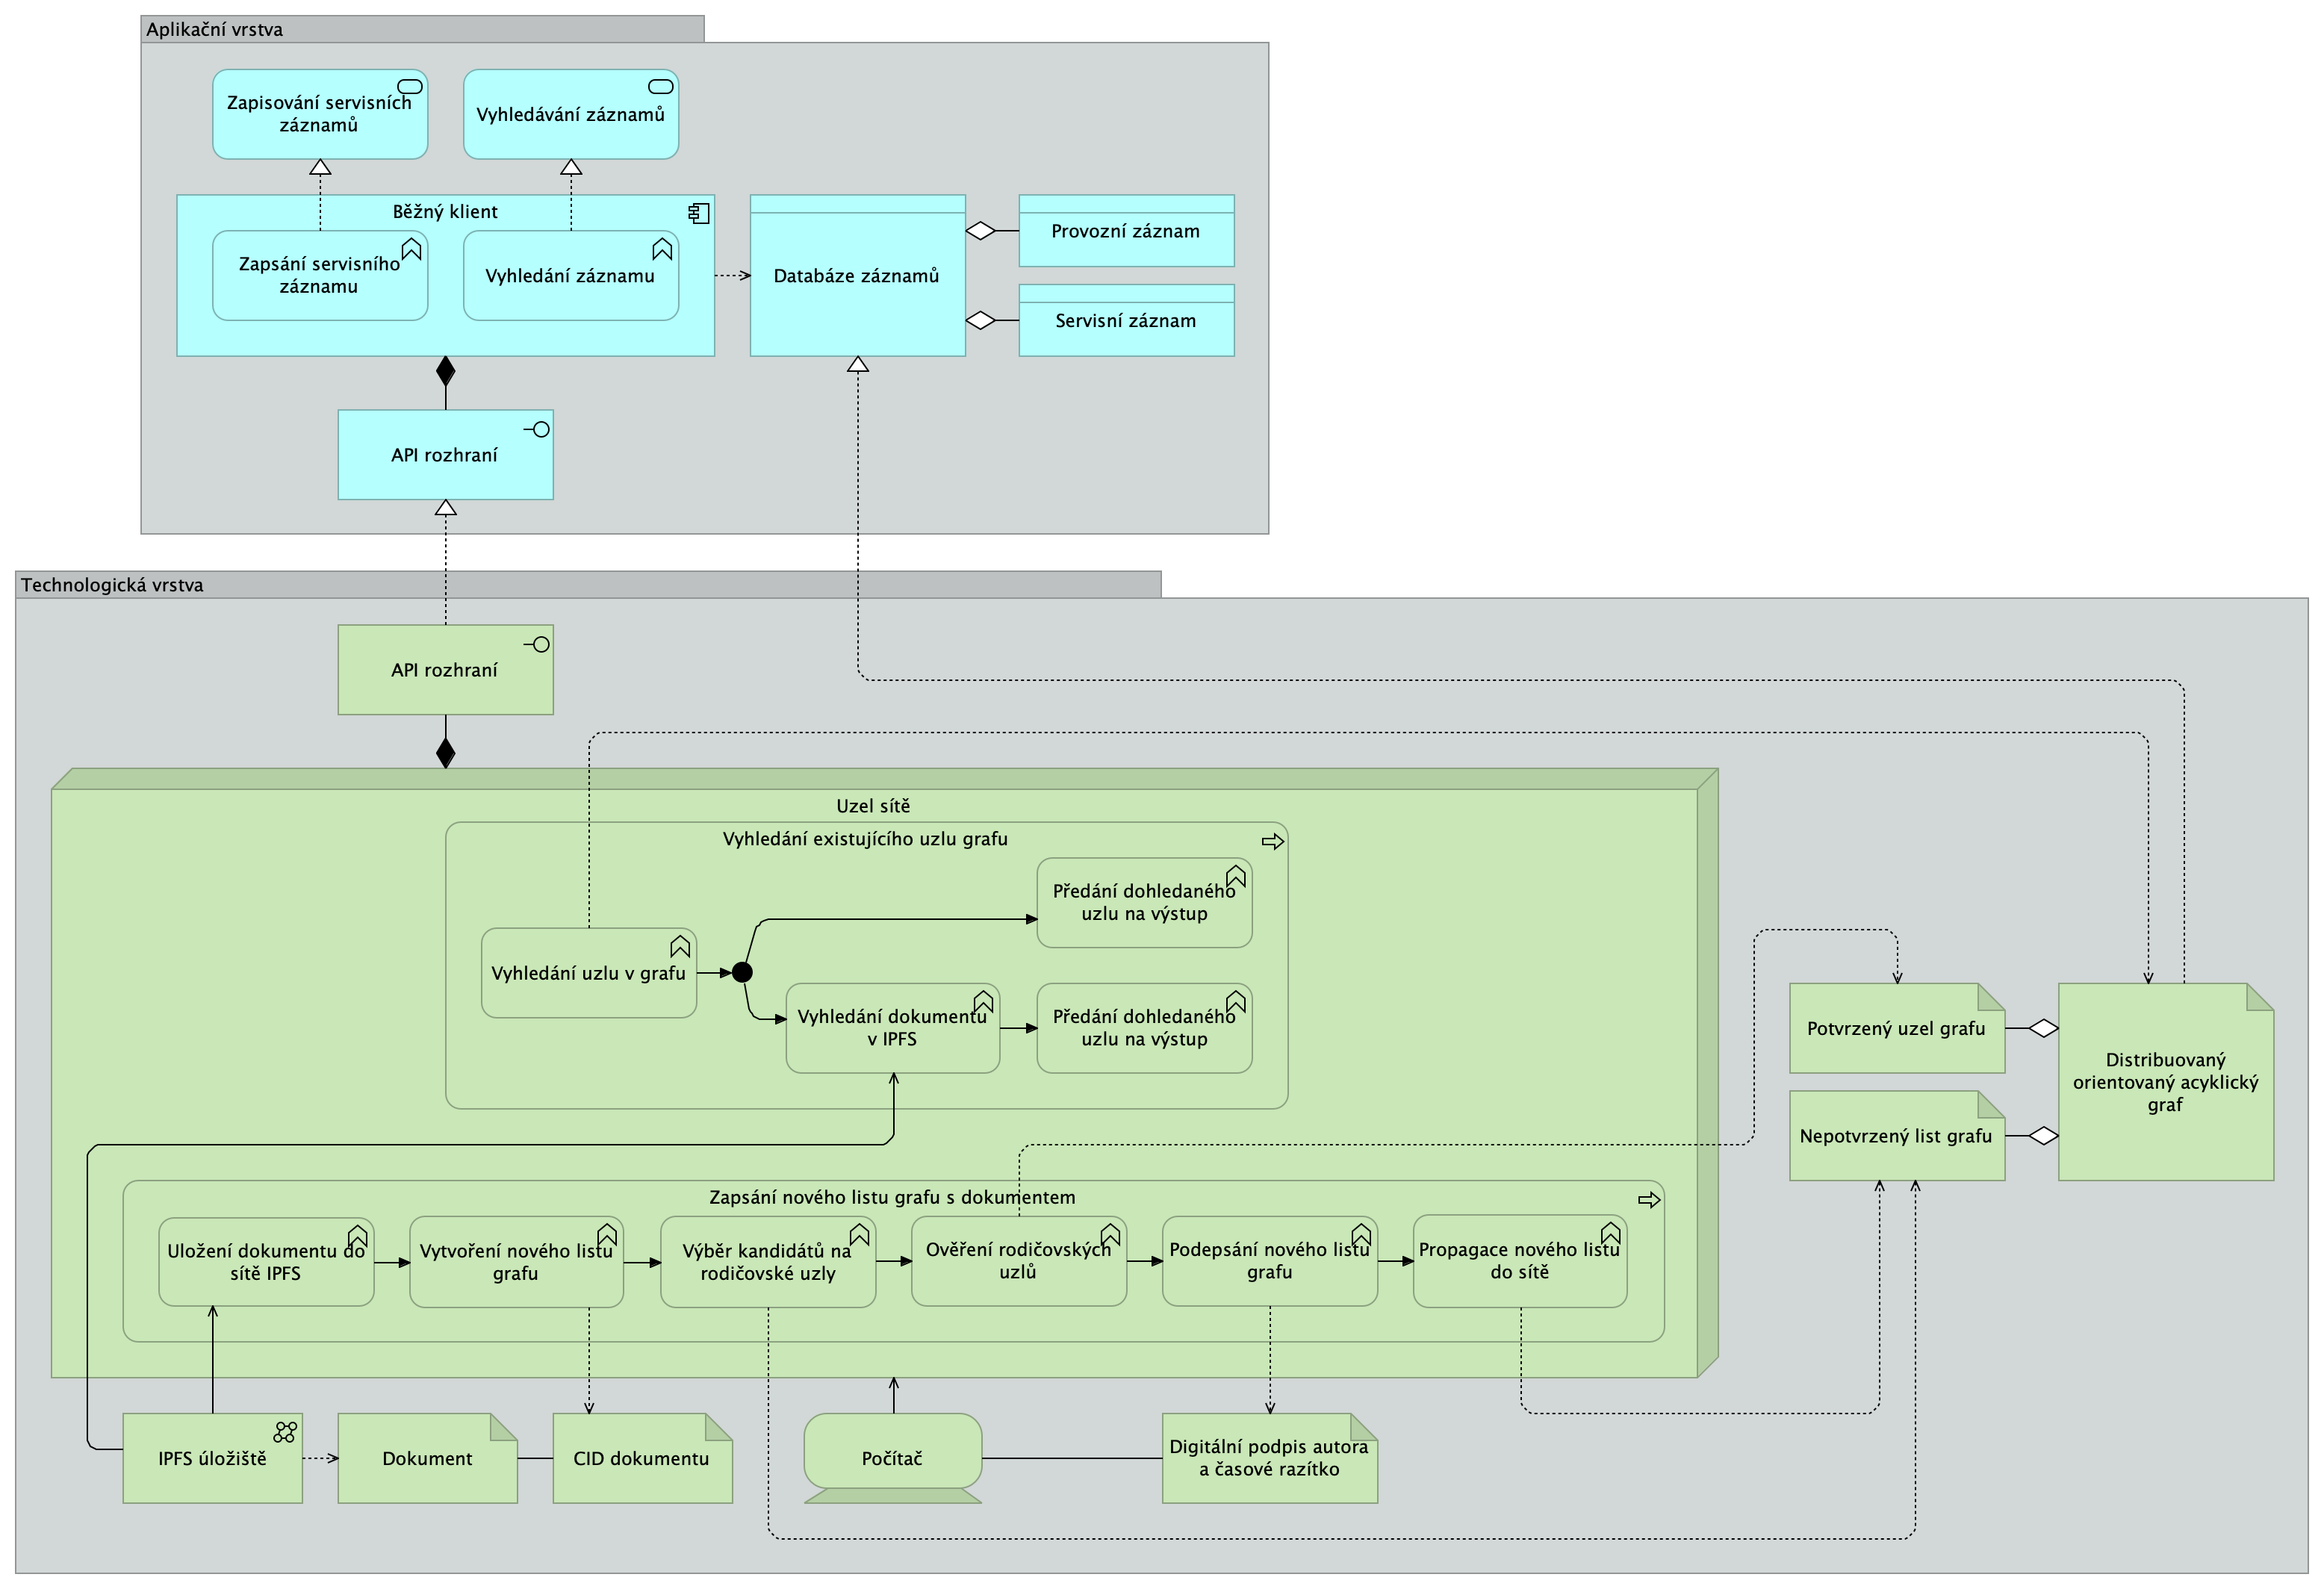 Aplikační vrstva
Zapisování servisních
záznamů
Vyhledávání záznamů
Běžný klient
Zapsání servisního
záznamu
Vyhledání záznamu
Databáze záznamů
Provozní záznam
Servisní záznam
API rozhraní
Technologická vrstva
API rozhraní
Uzel sítě
Vyhledání existujícího uzlu grafu
Předání dohledaného
uzlu na výstup
Vyhledání uzlu v grafu
Vyhledání dokumentu
v IPFS
Předání dohledaného
uzlu na výstup
Potvrzený uzel grafu
Nepotvrzený list grafu
Distribuovaný
orientovaný acyklický
graf
Zapsání nového listu grafu s dokumentem
Uložení dokumentu do
sítě IPFS
Vytvoření nového listu
grafu
Výběr kandidátů na
rodičovské uzly
Ověření rodičovských
uzlů
Podepsání nového listu
grafu
Propagace nového listu
do sítě
IPFS úložiště
Dokument
CID dokumentu
Počítač
Digitální podpis autora
a časové razítko